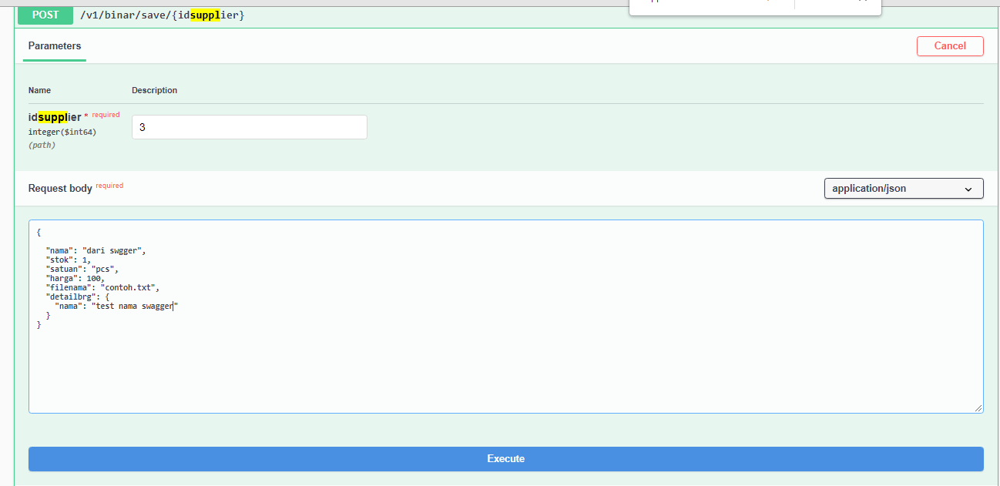 POST /v1/binar/save/{idsupplier}
Parameters
Cancel
Name Description
idsupplier * required
integer($int64)
(path)
3
Request body required
application/json
{
"nama": "dari swgger",
"stok": 1,
"satuan": "pcs",
"harga": 100,
"filenama": "contoh.txt",
"detailbrg": {
"nama": "test nama swagger"
}
}
Execute